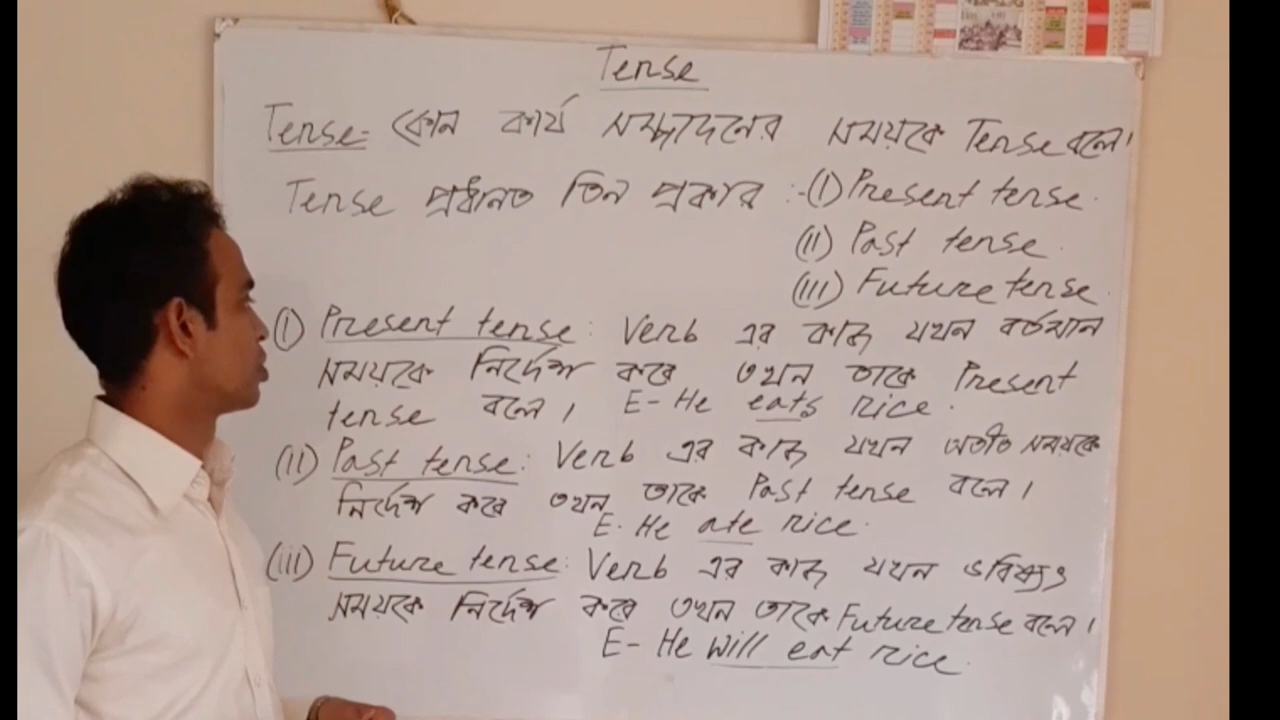 Tense
Tense= কোন কার্য সম্পাদনের সময়কে Tense বলে।
Tense প্রধানত তিন প্রকার :-(i) Present tense.
(ii) Past tense.
(iii) Future tense.
(i) Present tense: Verb এর কাজ যখন বর্তমান
সময়কে নির্দেশ করে তখন তাকে Present
tense বলে। E- He eats rice.
(ii) Past tense: Verb এর কাজ যখন অতীত সময়কে
নির্দেশ করে তখন তাকে Past tense বলে।
E- He ate rice.
(iii) Future tense: Verb এর কাজ যখন ভবিষ্যৎ
সময়কে নির্দেশ করে তখন তাকে Future tense বলে।
E- He will eat rice.